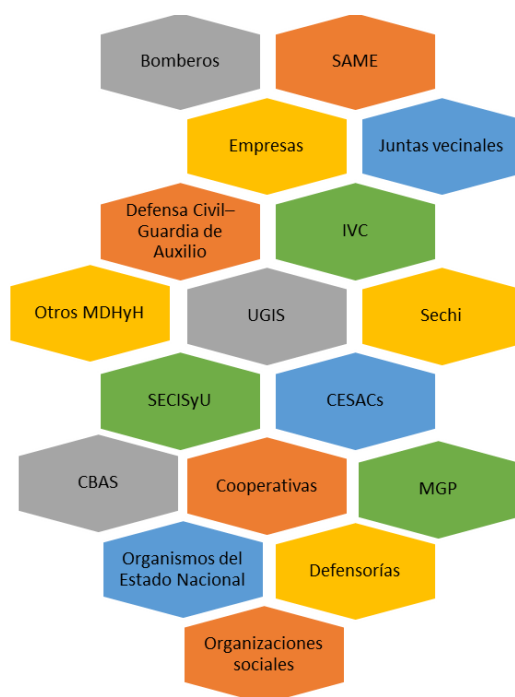 Bomberos
SAME
Empresas
Juntas vecinales
Defensa Civil–
Guardia de
Auxilio
IVC
Otros MDHyH
UGIS
Sechi
SECISyU
CESACs
CBAS
Cooperativas
MGP
Organismos del
Estado Nacional
Defensorías
Organizaciones
sociales